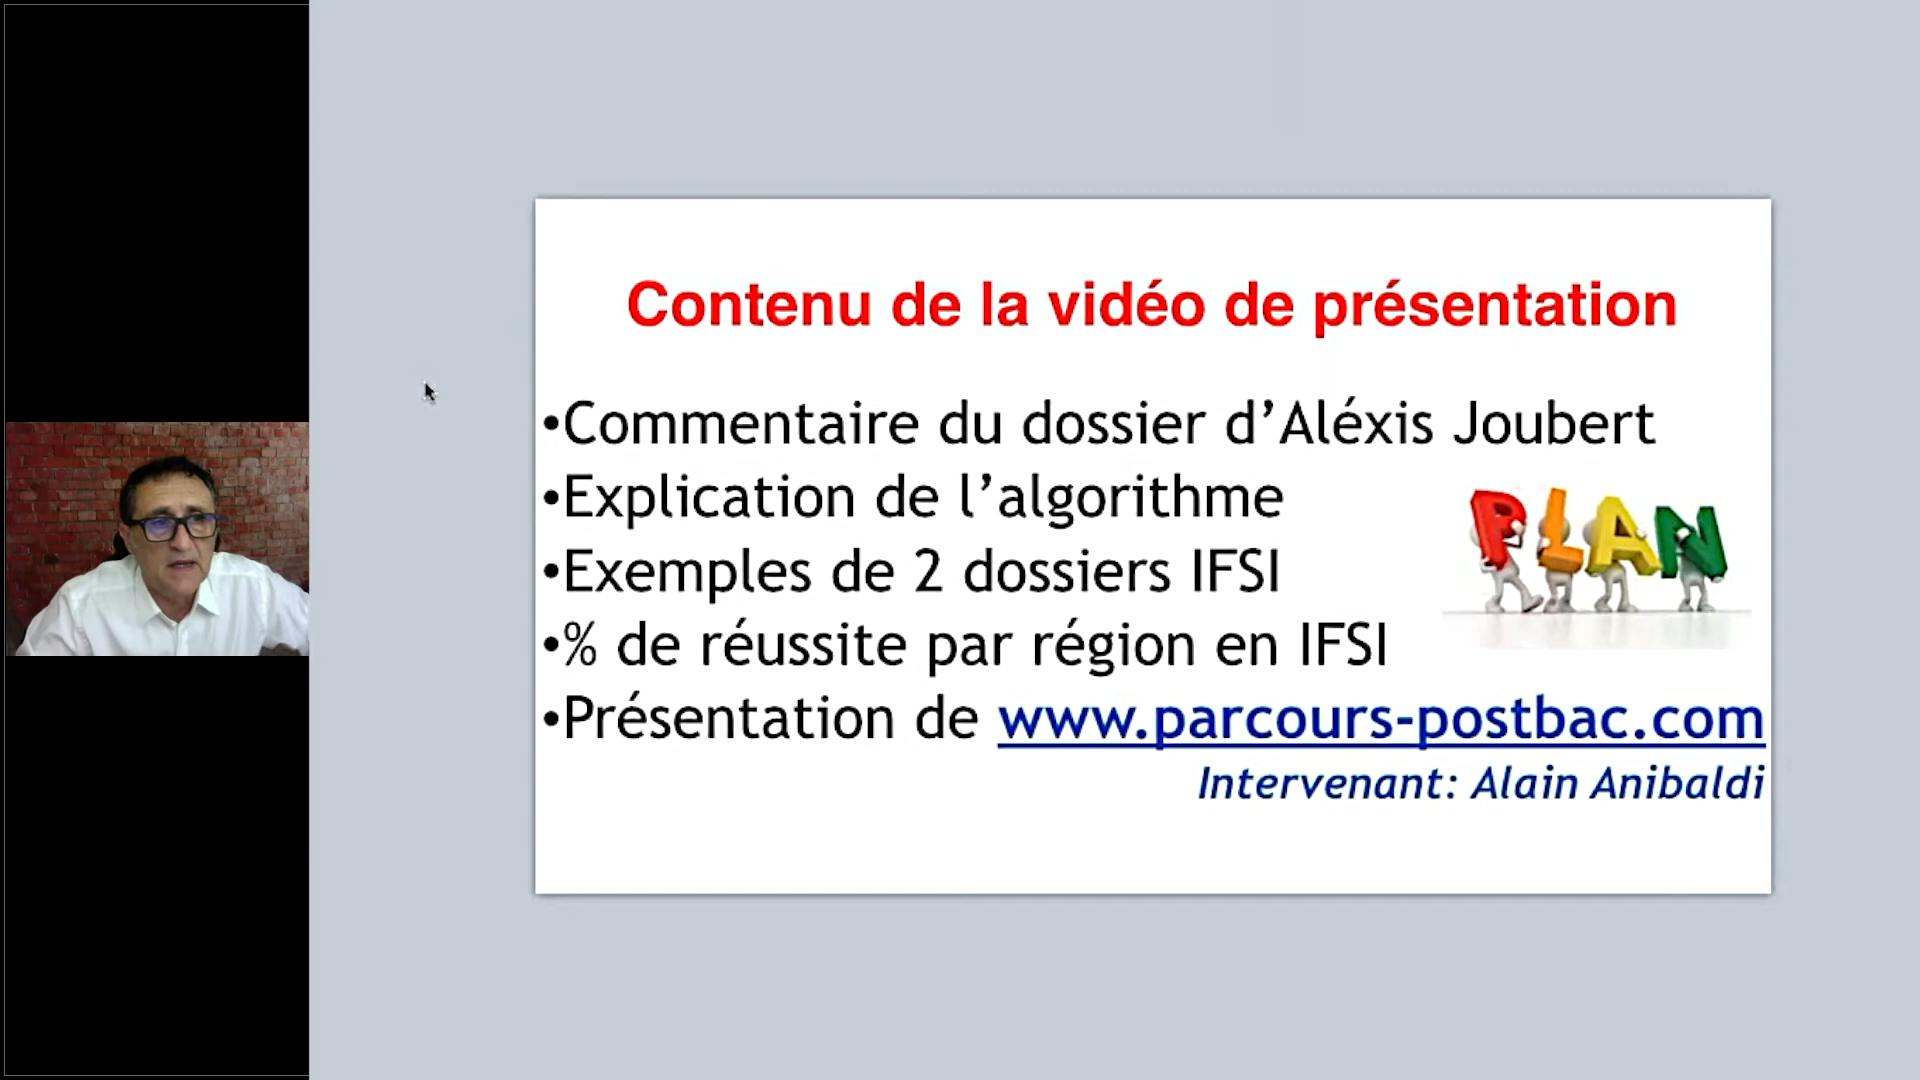 Contenu de la vidéo de présentation
•Commentaire du dossier d’Aléxis Joubert
•Explication de l’algorithme
•Exemples de 2 dossiers IFSI
•% de réussite par région en IFSI
•Présentation de www.parcours-postbac.com
Intervenant: Alain Anibaldi
PLAN